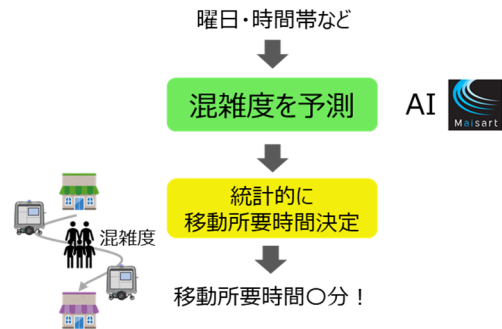 曜日・時間帯など
混雑度を予測
AI
Maisart
統計的に
移動所要時間決定
混雑度
移動所要時間〇分！